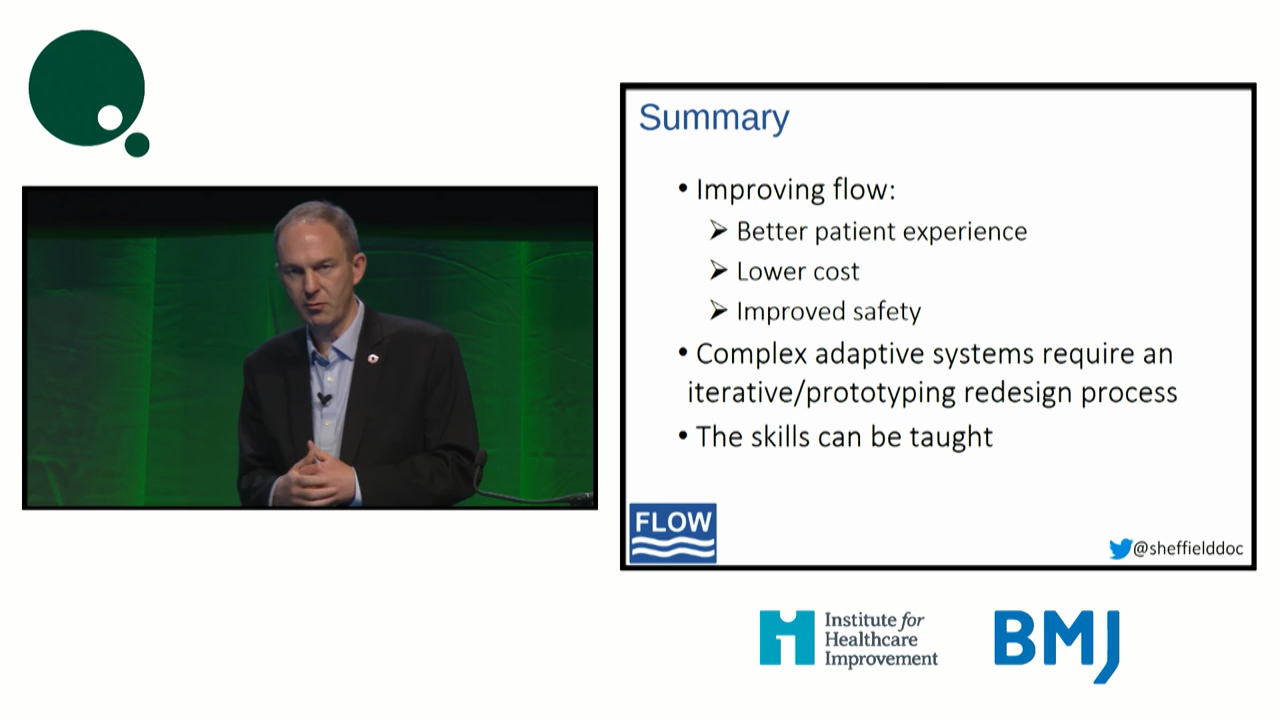 Summary
• Improving flow:
➢ Better patient experience
➢ Lower cost
➢ Improved safety
• Complex adaptive systems require an
iterative/prototyping redesign process
• The skills can be taught
FLOW
@sheffielddoc
Institute for
Healthcare
Improvement
BMJ